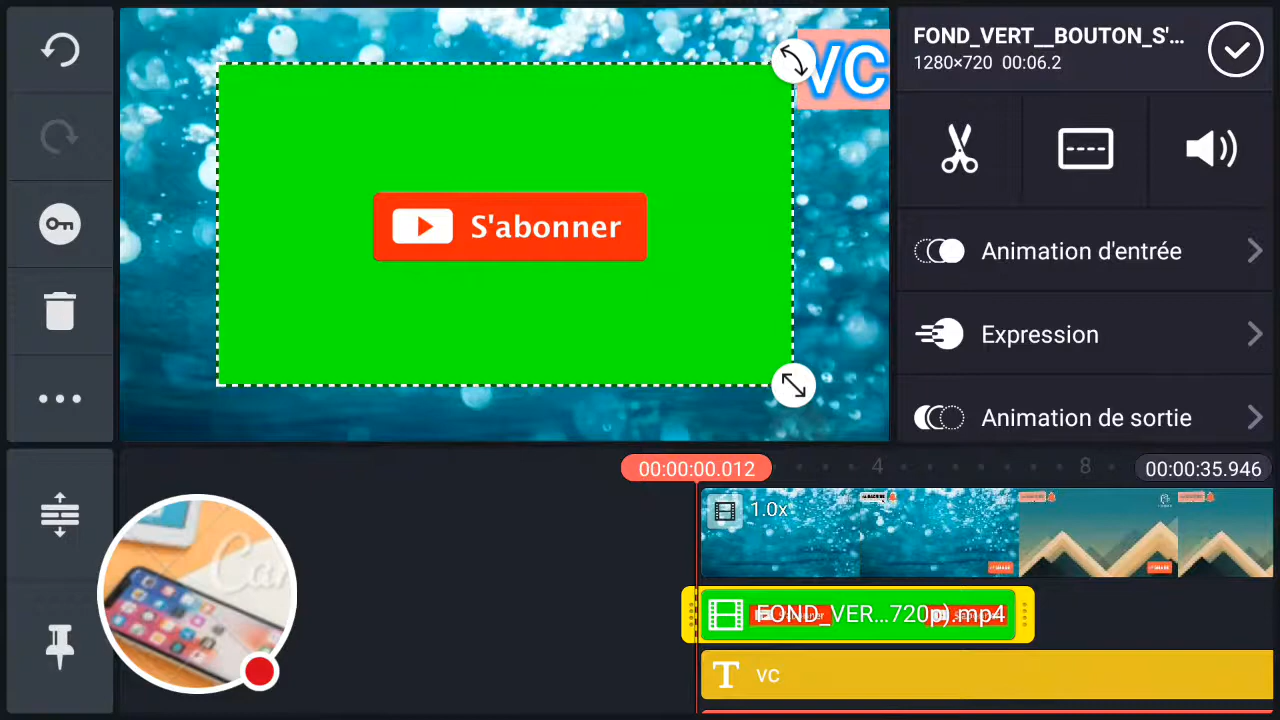 FOND_VERT__BOUTON_S'...
1280×720 00:06.2
VC
S'abonner
Animation d'entrée
Expression
Animation de sortie
00:00:00.012
4
8
00:00:35.946
1.0x
FOND_VER...720p).mp4
T
VC